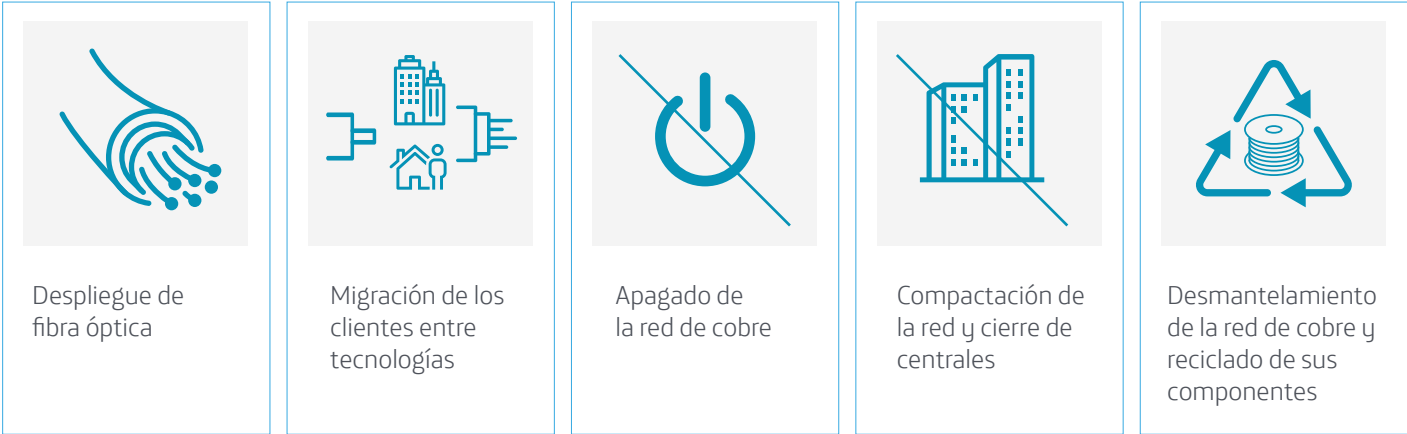 Despliegue de
fibra óptica
Migración de los
clientes entre
tecnologías
Apagado de
la red de cobre
Compactación de
la red y cierre de
centrales
Desmantelamiento
de la red de cobre y
reciclado de sus
componentes